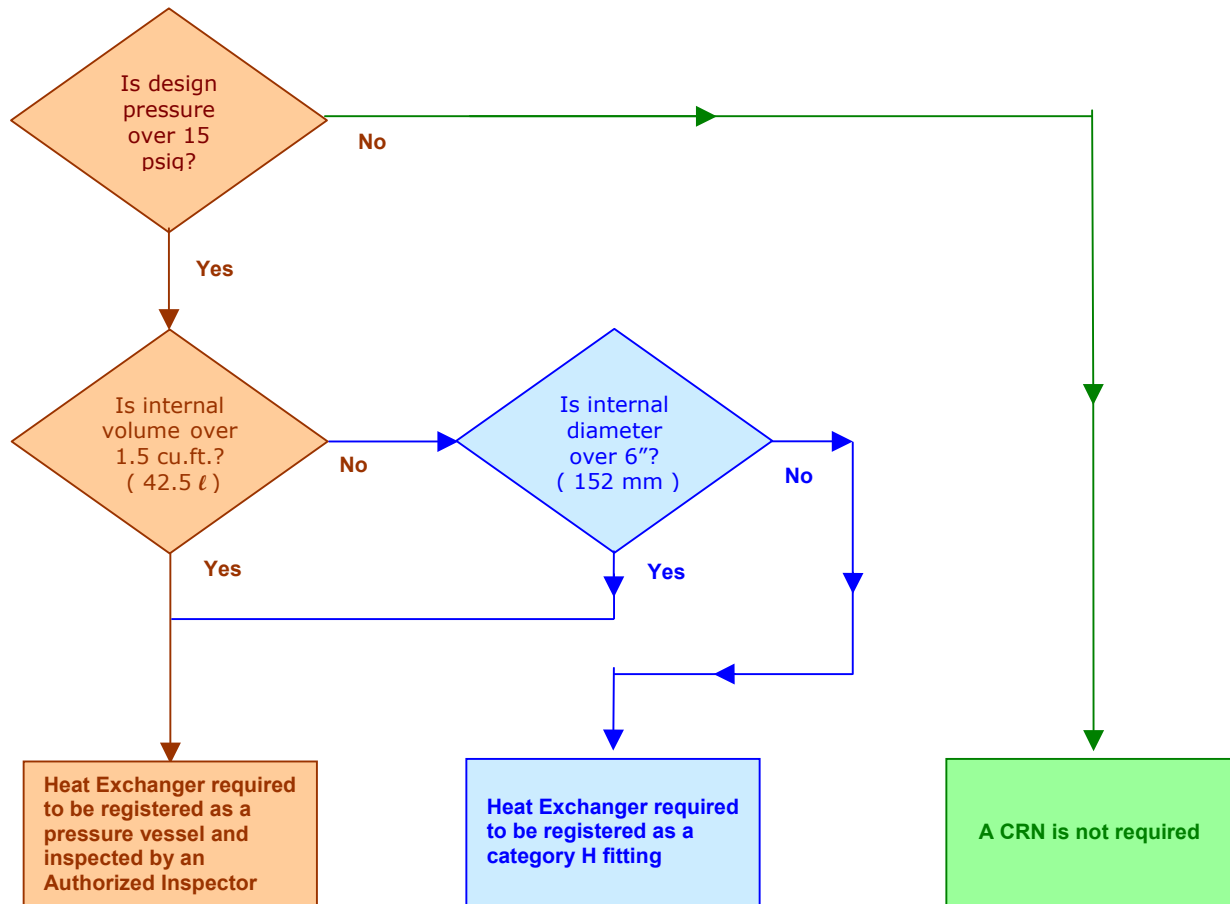 Is design
pressure
over 15
psig?
No
Yes
Is internal
volume over
1.5 cu.ft.?
( 42.5 ℓ )
No
Is internal
diameter
over 6”?
( 152 mm )
No
Yes
Yes
Heat Exchanger required
to be registered as a
pressure vessel and
inspected by an
Authorized Inspector
Heat Exchanger required
to be registered as a
category H fitting
A CRN is not required